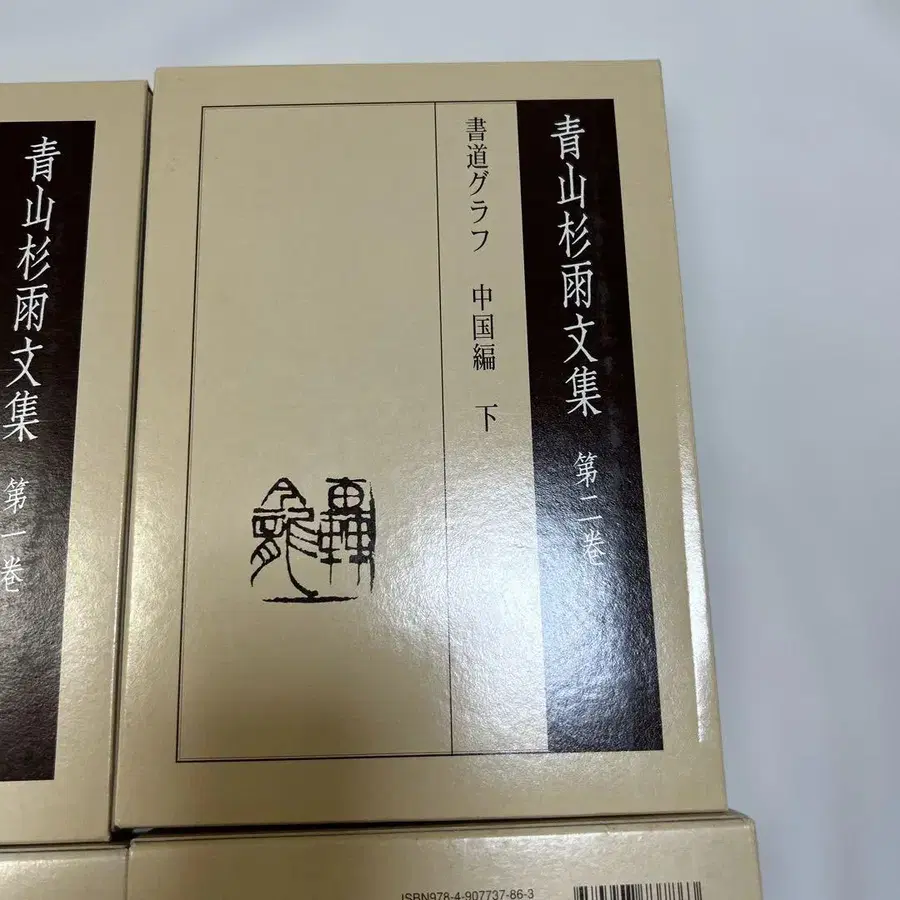 青山杉雨文集 第二巻
書道グラフ 中国編 下
青山杉雨文集 第一巻
ISBN978-4-907737-86-3